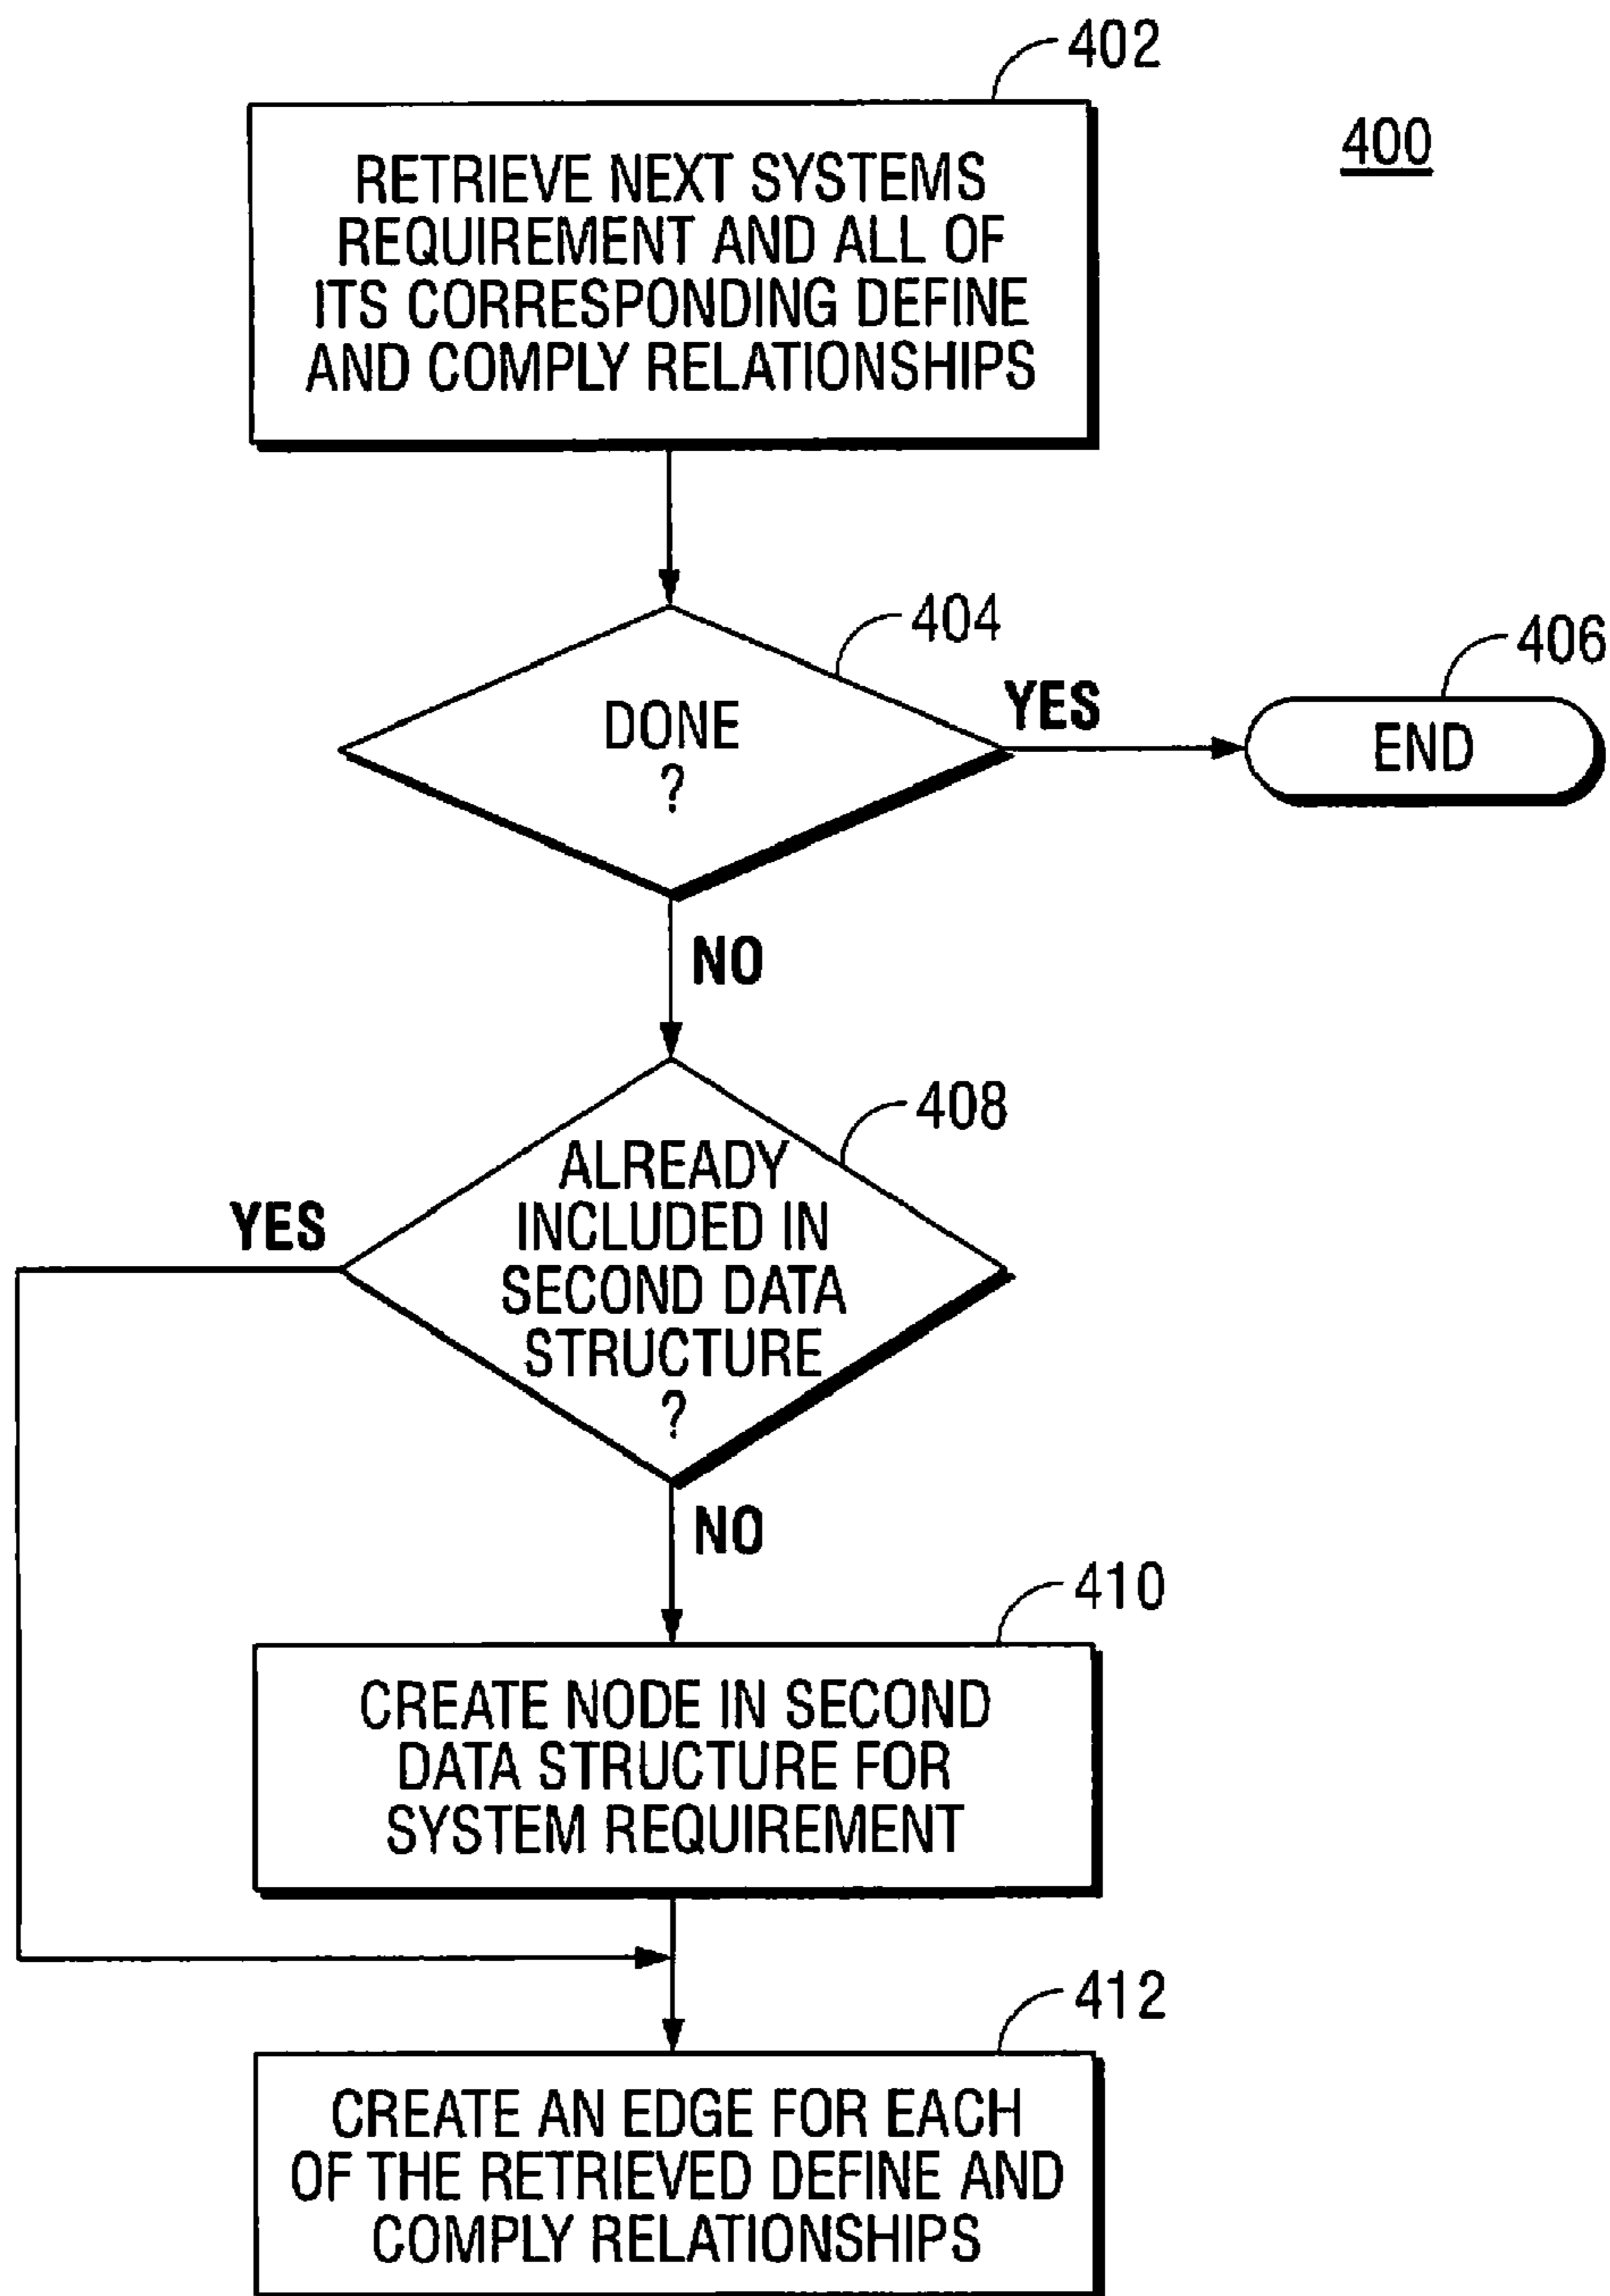 402
400
RETRIEVE NEXT SYSTEMS
REQUIREMENT AND ALL OF
ITS CORRESPONDING DEFINE
AND COMPLY RELATIONSHIPS
404
406
DONE
?
YES
END
NO
408
ALREADY
INCLUDED IN
SECOND DATA
STRUCTURE
?
YES
NO
410
CREATE NODE IN SECOND
DATA STRUCTURE FOR
SYSTEM REQUIREMENT
412
CREATE AN EDGE FOR EACH
OF THE RETRIEVED DEFINE AND
COMPLY RELATIONSHIPS